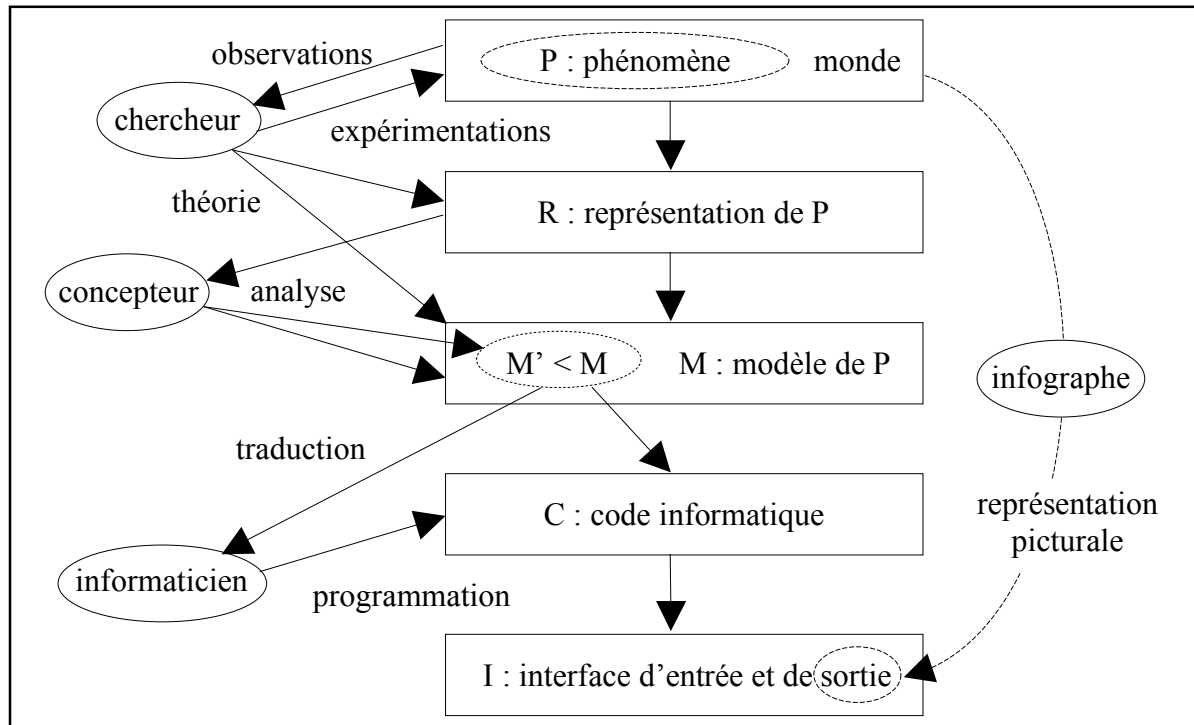 observations
P : phénomène monde
chercheur
expérimentations
théorie
R : représentation de P
concepteur
analyse
M’ < M M : modèle de P
infographe
traduction
C : code informatique
représentation
picturale
informaticien
programmation
I : interface d’entrée et de sortie